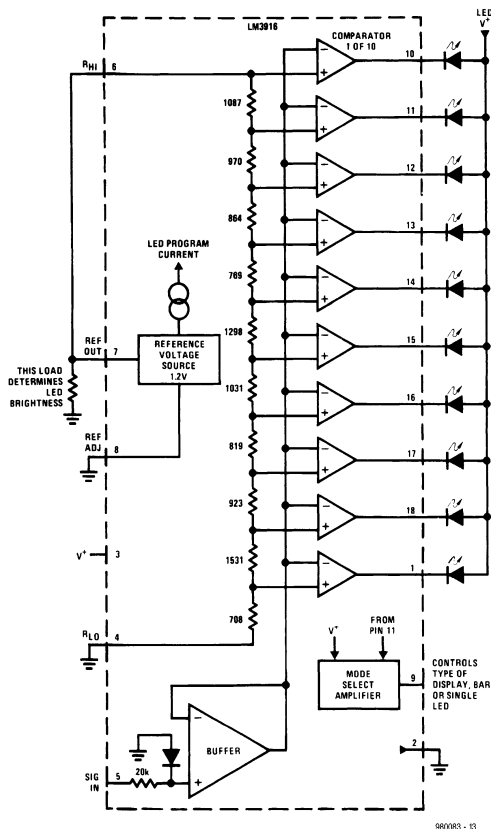 LED
V+
LM3916
COMPARATOR
1 OF 10
10
RHI
6
1087
11
970
12
864
13
LED PROGRAM
CURRENT
769
14
1298
15
REF
OUT
7
REFERENCE
VOLTAGE
SOURCE
1.2V
THIS LOAD
DETERMINES
LED
BRIGHTNESS
1031
16
REF
ADJ
8
819
17
923
18
V+
3
1531
1
708
RLO
4
V+
FROM
PIN 11
MODE
SELECT
AMPLIFIER
9
CONTROLS
TYPE OF
DISPLAY, BAR
OR SINGLE
LED
BUFFER
2
SIG
IN
5
20k
980083 - 13